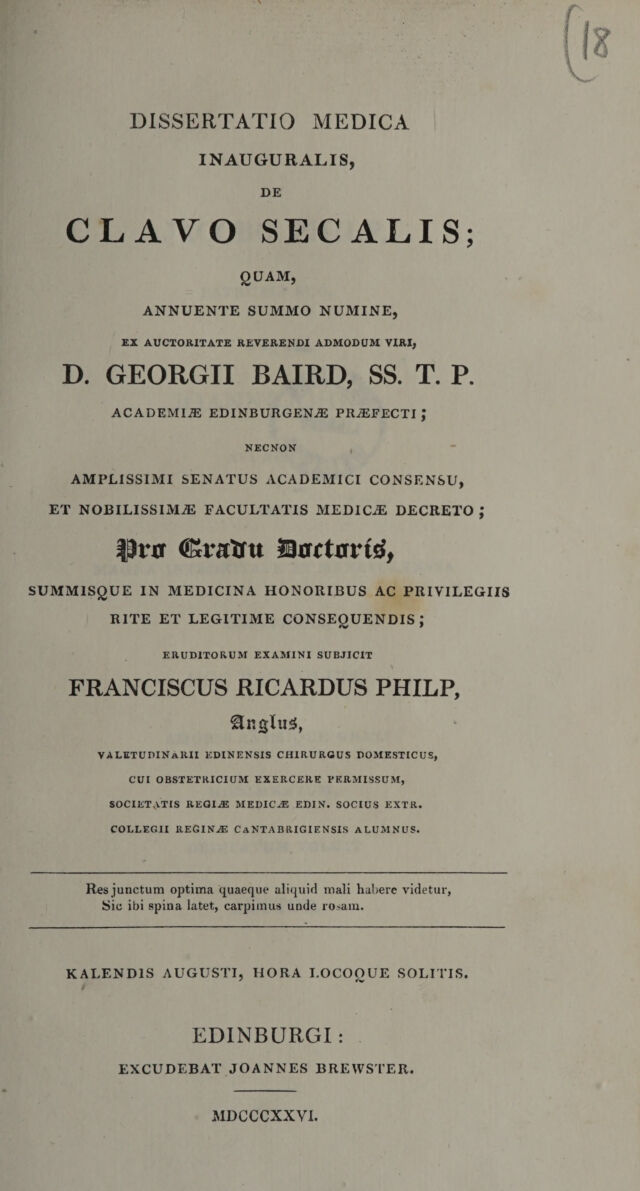 (18
DISSERTATIO MEDICA
INAUGURALIS,
DE
CLAVO SECALIS;
QUAM,
ANNUENTE SUMMO NUMINE,
EX AUCTORITATE REVERENDI ADMODUM VIRI,
D. GEORGII BAIRD, SS. T. P.
ACADEMIÆ EDINBURGENÆ PRÆFECTI;
NECNON
AMPLISSIMI SENATUS ACADEMICI CONSENSU,
ET NOBILISSIMÆ FACULTATIS MEDICÆ DECRETO;
Pro Gradu Doctoris,
SUMMISQUE IN MEDICINA HONORIBUS AC PRIVILEGIIS
RITE ET LEGITIME CONSEQUENDIS;
ERUDITORUM EXAMINI SUBJICIT
FRANCISCUS RICARDUS PHILP,
Anglus,
VALETUDINARII EDINENSIS CHIRURGUS DOMESTICUS,
CUI OBSTETRICIUM EXERCERE PERMISSUM,
SOCIETATIS REGIÆ MEDICÆ EDIN. SOCIUS EXTR.
COLLEGII REGINÆ CANTABRIGIENSIS ALUMNUS.
Res junctum optima quaeque aliquid mali habere videtur,
Sic ibi spina latet, carpimus unde rosam.
KALENDIS AUGUSTI, HORA LOCOQUE SOLITIS.
EDINBURGI:
EXCUDEBAT JOANNES BREWSTER.
MDCCCXXVI.